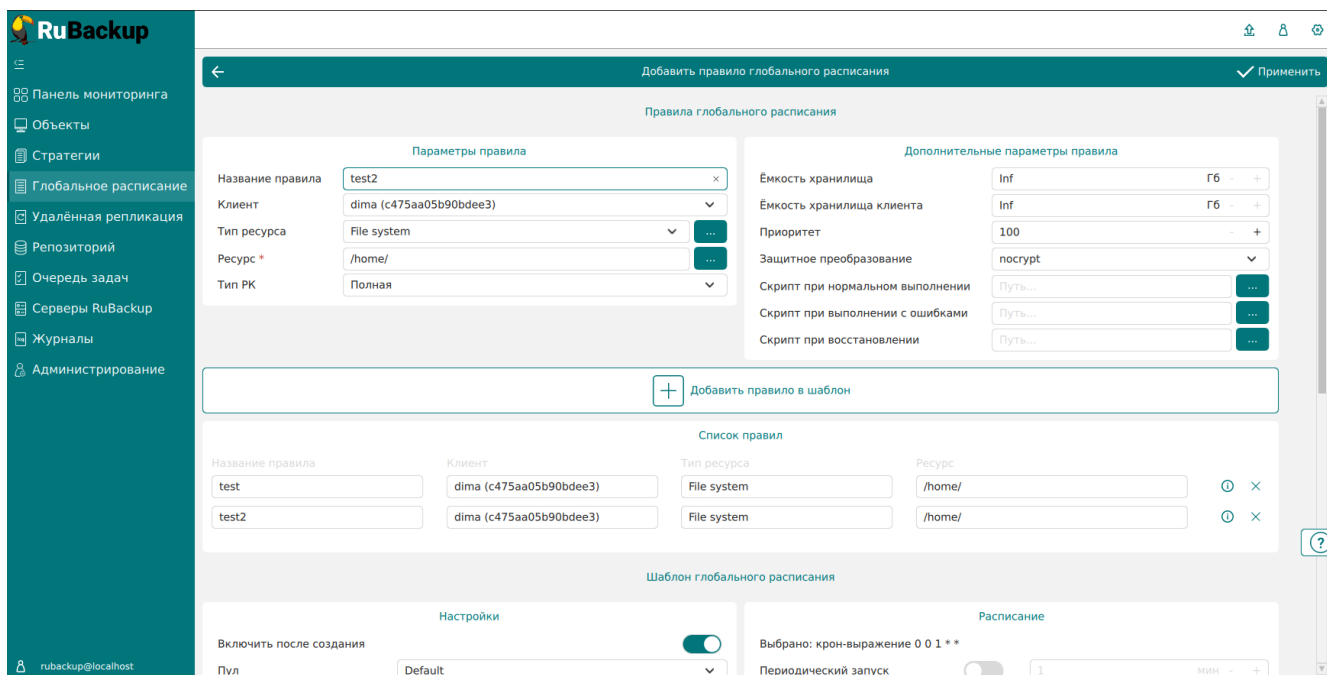 RuBackup
Панель мониторинга
Объекты
Стратегии
Глобальное расписание
Удалённая репликация
Репозиторий
Очередь задач
Серверы RuBackup
Журналы
Администрирование
rubackup@localhost
Добавить правило глобального расписания
Применить
Правила глобального расписания
Параметры правила
Название правила test2
Клиент dima (c475aa05b90bdee3)
Тип ресурса File system ...
Ресурс * /home/ ...
Тип РК Полная
Дополнительные параметры правила
Ёмкость хранилища Inf Гб - +
Ёмкость хранилища клиента Inf Гб - +
Приоритет 100 - +
Защитное преобразование nocrypt
Скрипт при нормальном выполнении Путь... ...
Скрипт при выполнении с ошибками Путь... ...
Скрипт при восстановлении Путь... ...
Добавить правило в шаблон
Список правил
Название правила Клиент Тип ресурса Ресурс
test dima (c475aa05b90bdee3) File system /home/
test2 dima (c475aa05b90bdee3) File system /home/
?
Шаблон глобального расписания
Настройки
Включить после создания
Пул Default
Расписание
Выбрано: крон-выражение 0 0 1 * *
Периодический запуск 1 мин - +